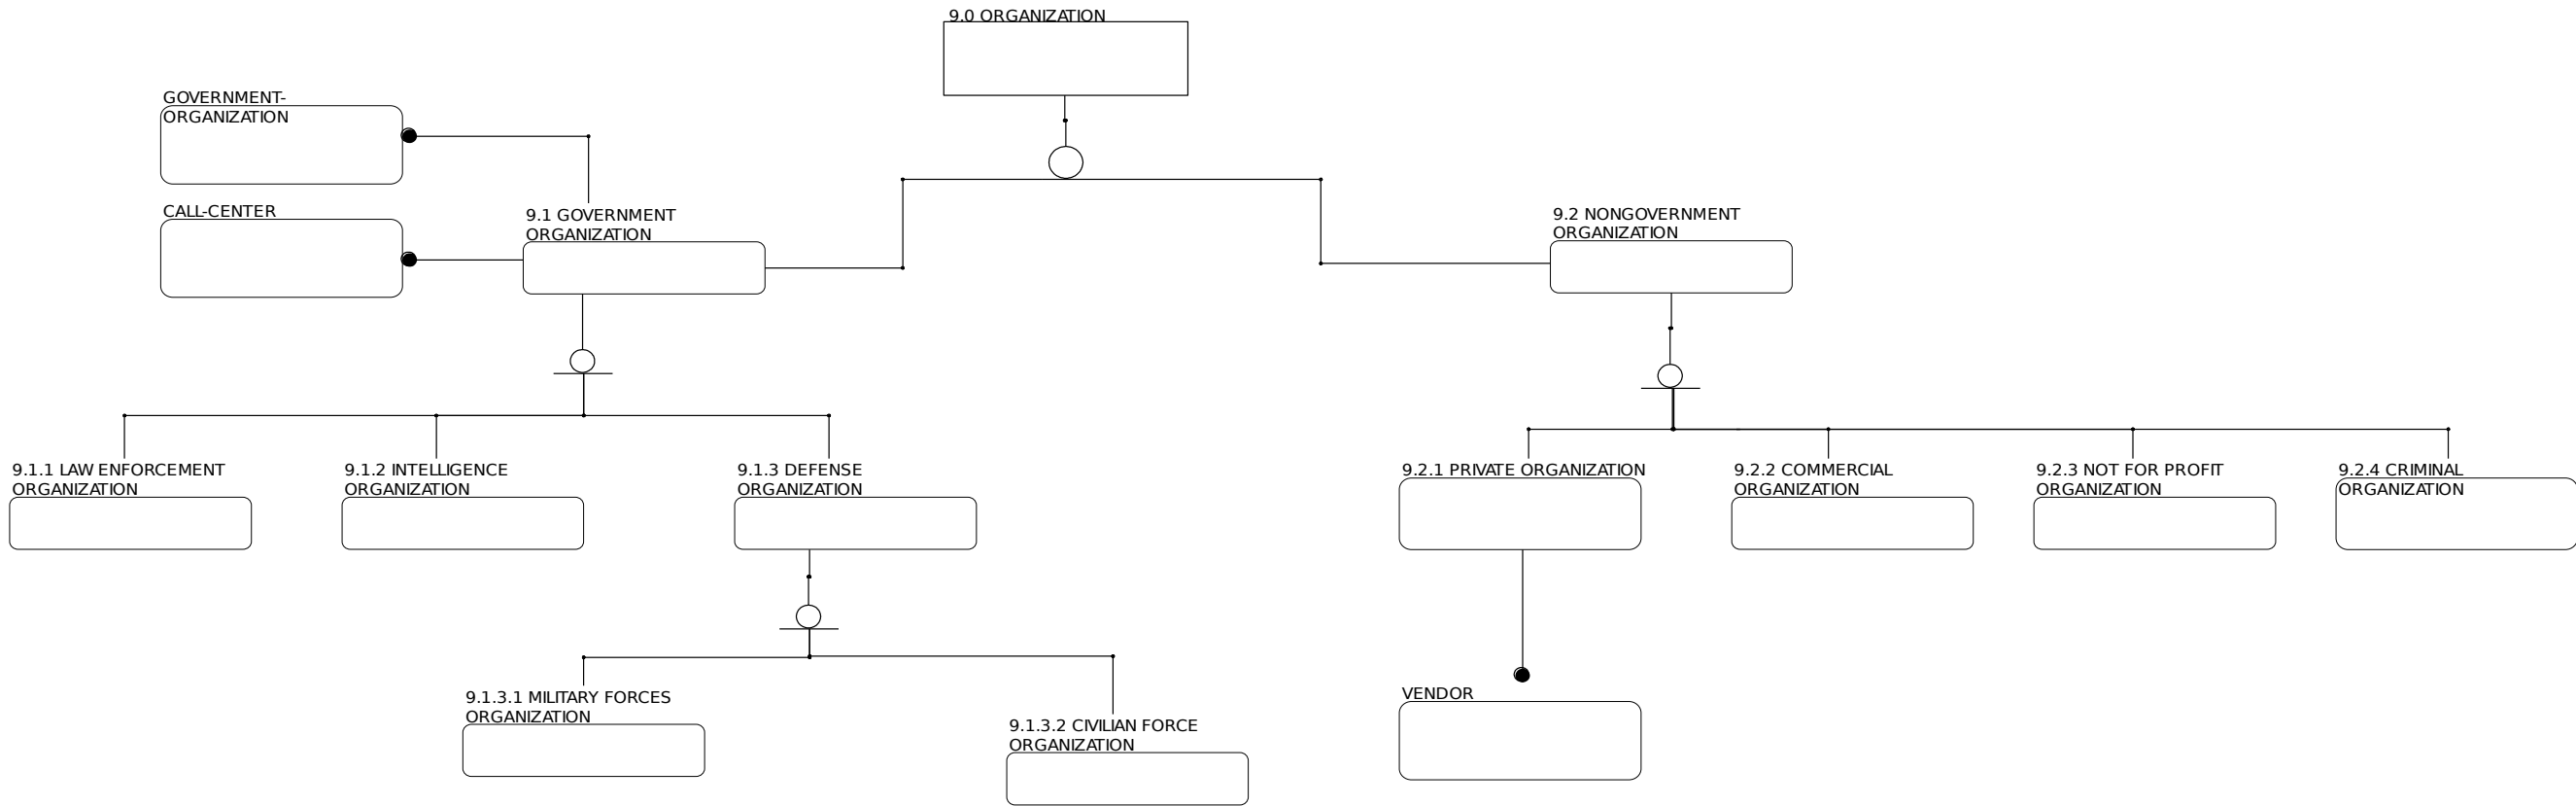 9.0 ORGANIZATION
GOVERNMENT-
ORGANIZATION
CALL-CENTER
9.1 GOVERNMENT
ORGANIZATION
9.2 NONGOVERNMENT
ORGANIZATION
9.1.1 LAW ENFORCEMENT
ORGANIZATION
9.1.2 INTELLIGENCE
ORGANIZATION
9.1.3 DEFENSE
ORGANIZATION
9.2.1 PRIVATE ORGANIZATION
9.2.2 COMMERCIAL
ORGANIZATION
9.2.3 NOT FOR PROFIT
ORGANIZATION
9.2.4 CRIMINAL
ORGANIZATION
9.1.3.1 MILITARY FORCES
ORGANIZATION
9.1.3.2 CIVILIAN FORCE
ORGANIZATION
VENDOR